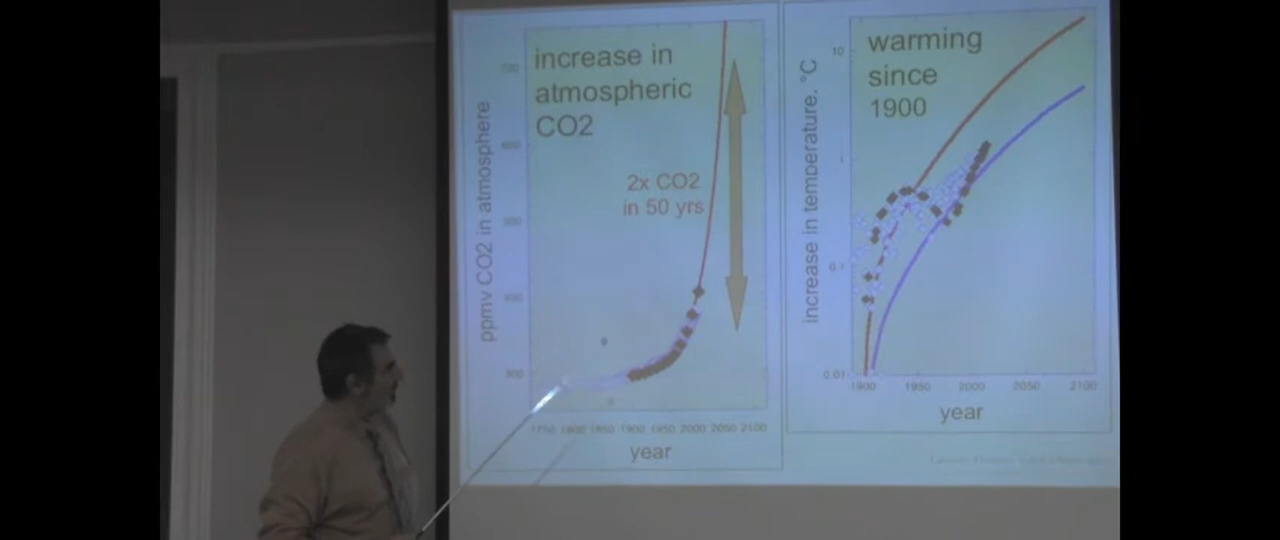 increase in
atmospheric
CO2
ppmv CO2 in atmosphere
2x CO2
in 50 yrs
1750 1800 1850 1900 1950 2000 2050 2100
year
warming
since
1900
increase in temperature. °C
10
1
0.1
0.01
1900 1950 2000 2050 2100
year